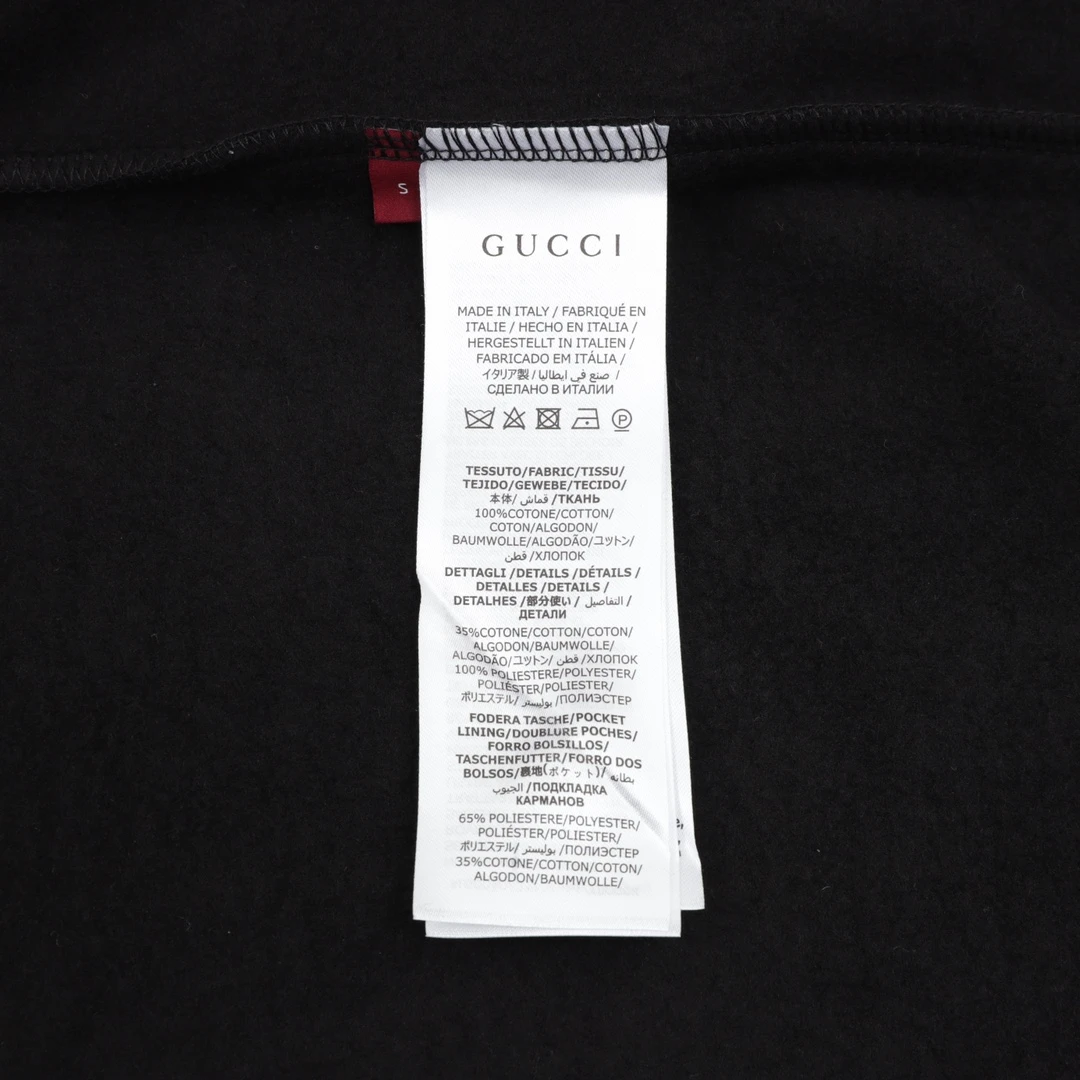 S
GUCCI
MADE IN ITALY / FABRIQUÉ EN
ITALIE / HECHO EN ITALIA /
HERGESTELLT IN ITALIEN /
FABRICADO EM ITÁLIA /
イタリア製 / صنع في ايطاليا /
СДЕЛАНО В ИТАЛИИ
P
TESSUTO/FABRIC/TISSU/
TEJIDO/GEWEBE/TECIDO/
本体/ قماش /ТКАНЬ
100%COTONE/COTTON/
COTON/ALGODON/
BAUMWOLLE/ALGODÃO/ユットン/
قطن /ХЛОПОК
DETTAGLI /DETAILS /DÉTAILS /
DETALLES /DETAILS /
DETALHES /部分使い / التفاصيل /
ДЕТАЛИ
35%COTONE/COTTON/COTON/
ALGODON/BAUMWOLLE/
ALGODÃO/ユットン/ قطن /ХЛОПОК
100% POLIESTERE/POLYESTER/
POLIÉSTER/POLIESTER/
ポリエステル/ بوليستر /ПОЛИЭСТЕР
FODERA TASCHE/POCKET
LINING/DOUBLURE POCHES/
FORRO BOLSILLOS/
TASCHENFUTTER/FORRO DOS
BOLSOS/裏地(ポケット)/ بطانه
الجيوب /ПОДКЛАДКА
КАРМАНОВ
65% POLIESTERE/POLYESTER/
POLIÉSTER/POLIESTER/
ポリエステル/ بوليستر /ПОЛИЭСТЕР
35%COTONE/COTTON/COTON/
ALGODON/BAUMWOLLE/